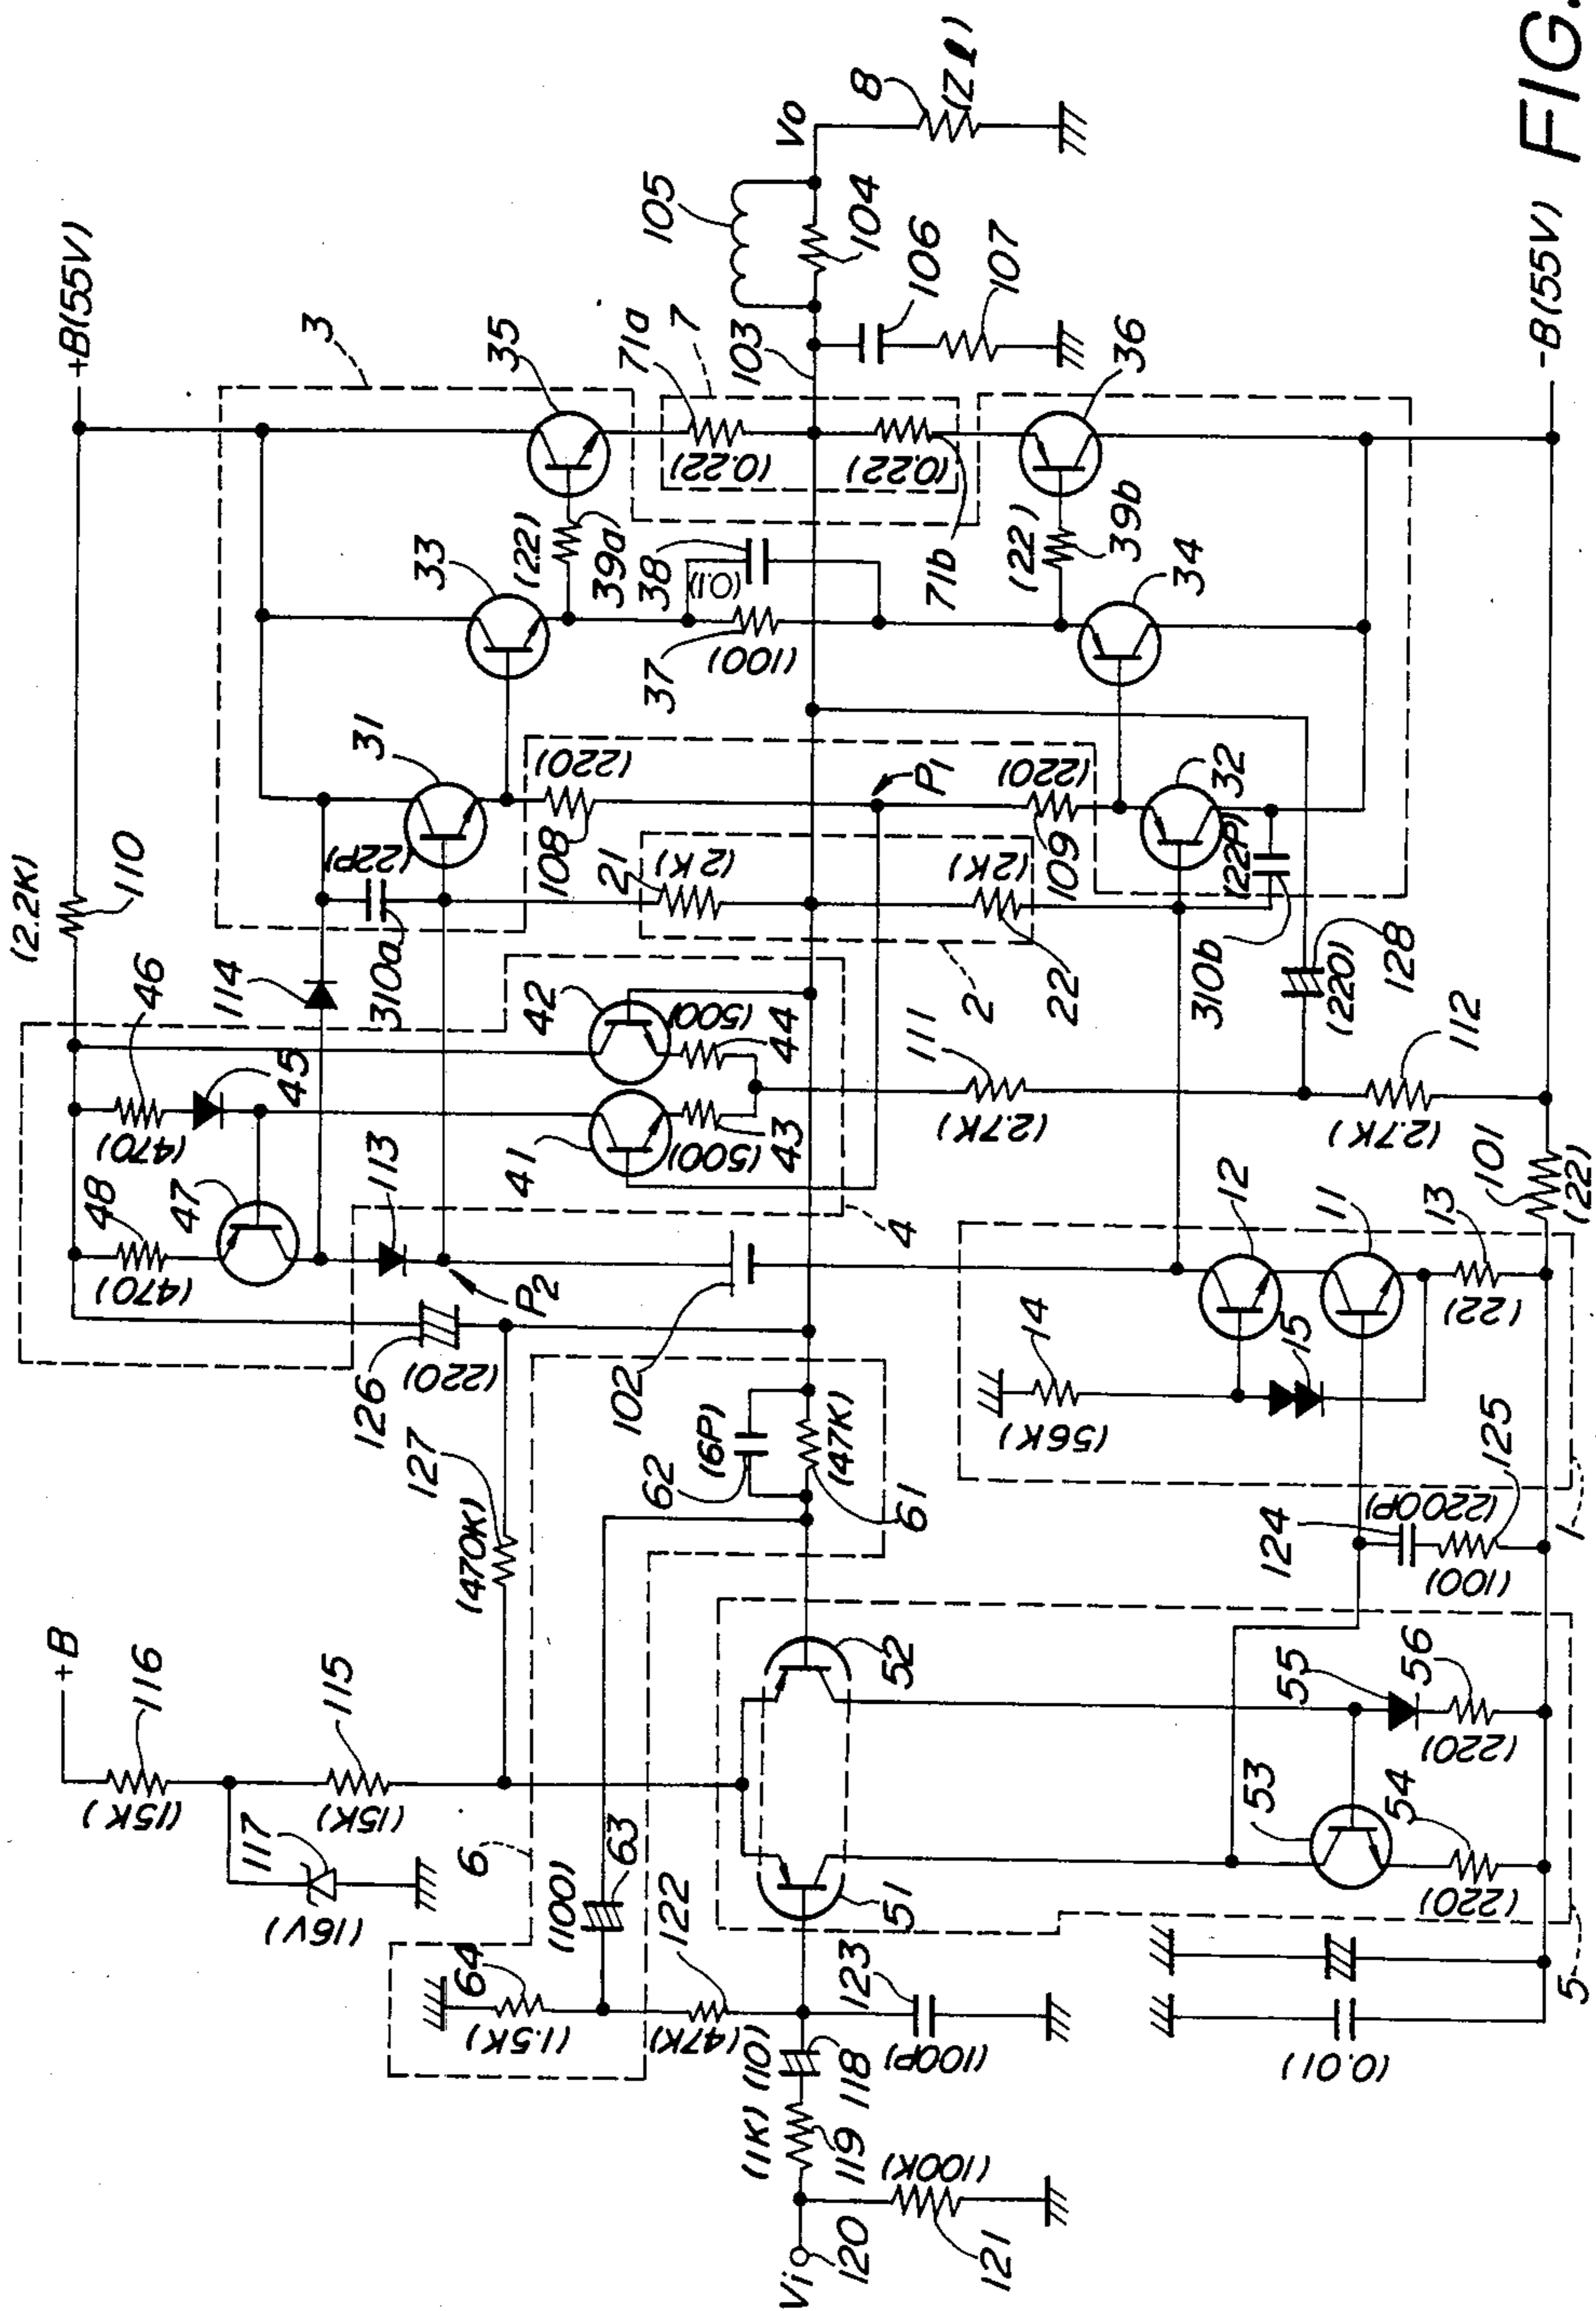 +B
116
(15K)
115
(15K)
117
(16V)
127
(470K)
6
63
(100)
64
(1.5K)
122
(47K)
(10)
118
(1K)
119
Vi
120
121
(100K)
123
(100P)
51
52
53
54
(220)
55
56
(220)
(0.01)
5
124
(2200P)
125
(100)
1
62
(16P)
61
(47K)
102
126
(220)
P2
48
(470)
47
113
46
(470)
45
114
41
42
43
(500)
44
(500)
4
14
(56K)
15
12
11
13
(22)
101
(22)
111
(2.7K)
112
(2.7K)
128
(220)
110
(2.2K)
310a
(22P)
31
108
(220)
21
(2K)
2
22
(2K)
P1
109
(220)
32
(22P)
310b
33
(22)
39a
38
(0.1)
37
(100)
34
(22)
39b
3
35
71a
7
(0.22)
(0.22)
71b
36
103
105
104
106
107
Vo
8
(Zℓ)
+B(55V)
-B(55V)
FIG.